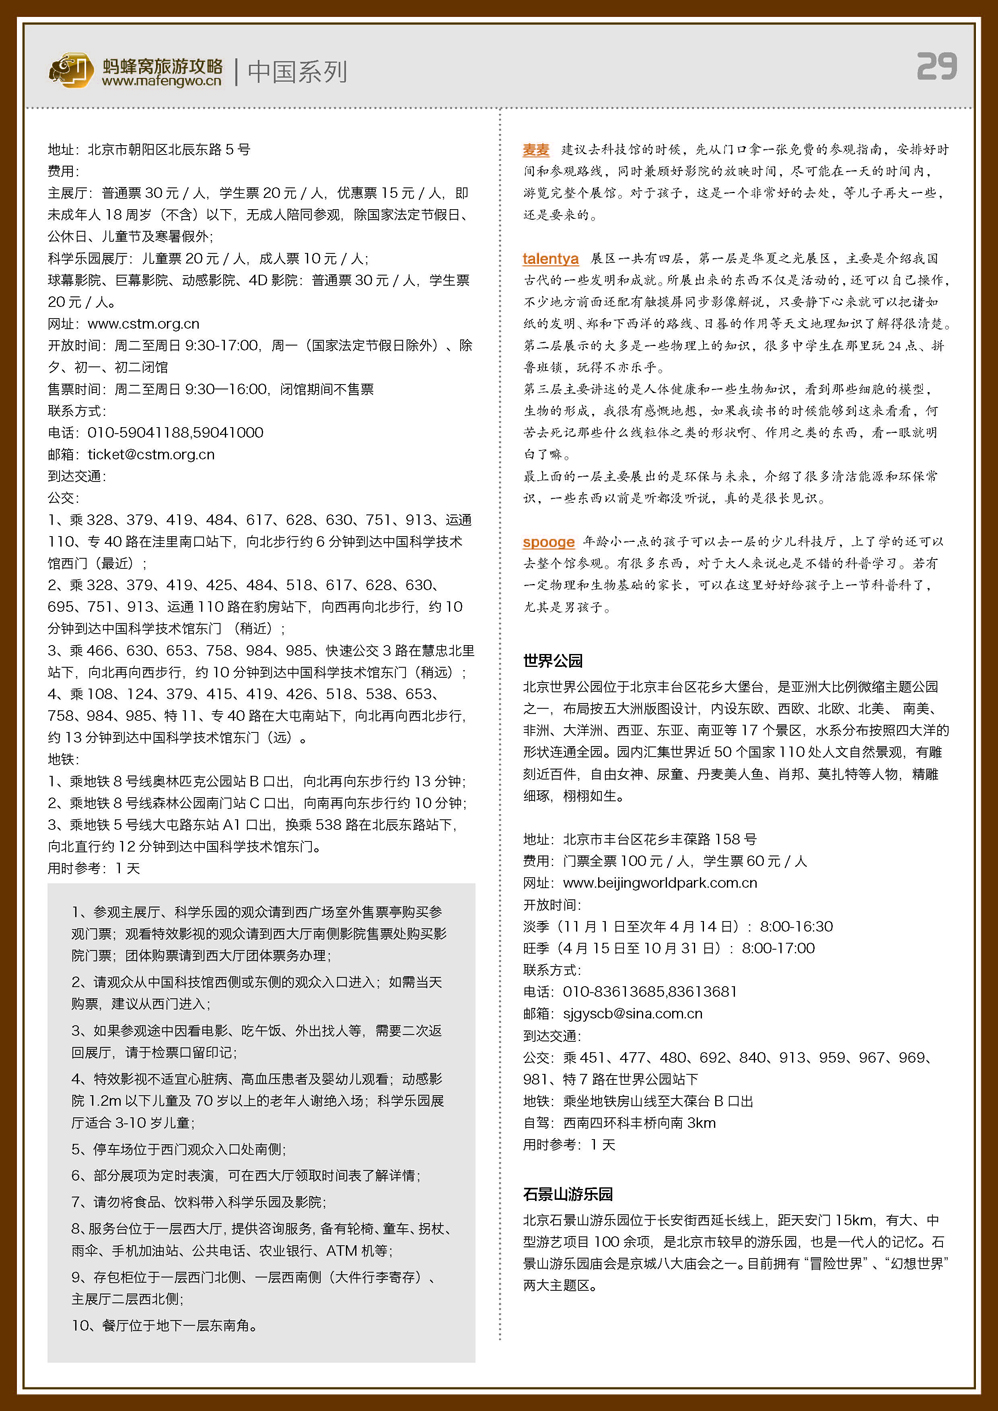 蚂蜂窝旅游攻略
www.mafengwo.cn
中国系列
29
地址：北京市朝阳区北辰东路 5 号
费用：
主展厅：普通票 30 元 / 人，学生票 20 元 / 人，优惠票 15 元 / 人，即
未成年人 18 周岁（不含）以下，无成人陪同参观，除国家法定节假日、
公休日、儿童节及寒暑假外；
科学乐园展厅：儿童票 20 元 / 人，成人票 10 元 / 人；
球幕影院、巨幕影院、动感影院、4D 影院：普通票 30 元 / 人，学生票
20 元 / 人。
网址：www.cstm.org.cn
开放时间：周二至周日 9:30-17:00，周一（国家法定节假日除外）、除
夕、初一、初二闭馆
售票时间：周二至周日 9:30—16:00，闭馆期间不售票
联系方式：
电话：010-59041188,59041000
邮箱：ticket@cstm.org.cn
到达交通：
公交：
1、乘 328、379、419、484、617、628、630、751、913、运通
110、专 40 路在洼里南口站下，向北步行约 6 分钟到达中国科学技术
馆西门（最近）；
2、乘 328、379、419、425、484、518、617、628、630、
695、751、913、运通 110 路在豹房站下，向西再向北步行，约 10
分钟到达中国科学技术馆东门 （稍近）；
3、乘 466、630、653、758、984、985、快速公交 3 路在慧忠北里
站下，向北再向西步行，约 10 分钟到达中国科学技术馆东门（稍远）；
4、乘 108、124、379、415、419、426、518、538、653、
758、984、985、特 11、专 40 路在大屯南站下，向北再向西北步行，
约 13 分钟到达中国科学技术馆东门（远）。
地铁：
1、乘地铁 8 号线奥林匹克公园站 B 口出，向北再向东步行约 13 分钟；
2、乘地铁 8 号线森林公园南门站 C 口出，向南再向东步行约 10 分钟；
3、乘地铁 5 号线大屯路东站 A1 口出，换乘 538 路在北辰东路站下，
向北直行约 12 分钟到达中国科学技术馆东门。
用时参考：1 天
1、参观主展厅、科学乐园的观众请到西广场室外售票亭购买参
观门票；观看特效影视的观众请到西大厅南侧影院售票处购买影
院门票；团体购票请到西大厅团体票务办理；
2、请观众从中国科技馆西侧或东侧的观众入口进入；如需当天
购票，建议从西门进入；
3、如果参观途中因看电影、吃午饭、外出找人等，需要二次返
回展厅，请于检票口留印记；
4、特效影视不适宜心脏病、高血压患者及婴幼儿观看；动感影
院 1.2m 以下儿童及 70 岁以上的老年人谢绝入场；科学乐园展
厅适合 3-10 岁儿童；
5、停车场位于西门观众入口处南侧；
6、部分展项为定时表演，可在西大厅领取时间表了解详情；
7、请勿将食品、饮料带入科学乐园及影院；
8、服务台位于一层西大厅，提供咨询服务，备有轮椅、童车、拐杖、
雨伞、手机加油站、公共电话、农业银行、ATM 机等；
9、存包柜位于一层西门北侧、一层西南侧（大件行李寄存）、
主展厅二层西北侧；
10、餐厅位于地下一层东南角。
麦麦 建议去科技馆的时候，先从门口拿一张免费的参观指南，安排好时
间和参观路线，同时兼顾好影院的放映时间，尽可能在一天的时间内，
游览完整个展馆。对于孩子，这是一个非常好的去处，等儿子再大一些，
还是要来的。
talentya 展区一共有四层，第一层是华夏之光展区，主要是介绍我国
古代的一些发明和成就。所展出来的东西不仅是活动的，还可以自己操作，
不少地方前面还配有触摸屏同步影像解说，只要静下心来就可以把诸如
纸的发明、郑和下西洋的路线、日晷的作用等天文地理知识了解得很清楚。
第二层展示的大多是一些物理上的知识，很多中学生在那里玩 24 点、拼
鲁班锁，玩得不亦乐乎。
第三层主要讲述的是人体健康和一些生物知识，看到那些细胞的模型，
生物的形成，我很有感慨地想，如果我读书的时候能够到这来看看，何
苦去死记那些什么线粒体之类的形状啊、作用之类的东西，看一眼就明
白了嘛。
最上面的一层主要展出的是环保与未来，介绍了很多清洁能源和环保常
识，一些东西以前是听都没听说，真的是很长见识。
spooge 年龄小一点的孩子可以去一层的少儿科技厅，上了学的还可以
去整个馆参观。有很多东西，对于大人来说也是不错的科普学习。若有
一定物理和生物基础的家长，可以在这里好好给孩子上一节科普科了，
尤其是男孩子。
世界公园
北京世界公园位于北京丰台区花乡大堡台，是亚洲大比例微缩主题公园
之一，布局按五大洲版图设计，内设东欧、西欧、北欧、北美、 南美、
非洲、大洋洲、西亚、东亚、南亚等 17 个景区，水系分布按照四大洋的
形状连通全园。园内汇集世界近 50 个国家 110 处人文自然景观，有雕
刻近百件，自由女神、尿童、丹麦美人鱼、肖邦、莫扎特等人物，精雕
细琢，栩栩如生。
地址：北京市丰台区花乡丰葆路 158 号
费用：门票全票 100 元 / 人，学生票 60 元 / 人
网址：www.beijingworldpark.com.cn
开放时间：
淡季（11 月 1 日至次年 4 月 14 日）：8:00-16:30
旺季（4 月 15 日至 10 月 31 日）：8:00-17:00
联系方式：
电话：010-83613685,83613681
邮箱：sjgyscb@sina.com.cn
到达交通：
公交：乘 451、477、480、692、840、913、959、967、969、
981、特 7 路在世界公园站下
地铁：乘坐地铁房山线至大葆台 B 口出
自驾：西南四环科丰桥向南 3km
用时参考：1 天
石景山游乐园
北京石景山游乐园位于长安街西延长线上，距天安门 15km，有大、中
型游艺项目 100 余项，是北京市较早的游乐园，也是一代人的记忆。石
景山游乐园庙会是京城八大庙会之一。目前拥有“冒险世界”、“幻想世界”
两大主题区。